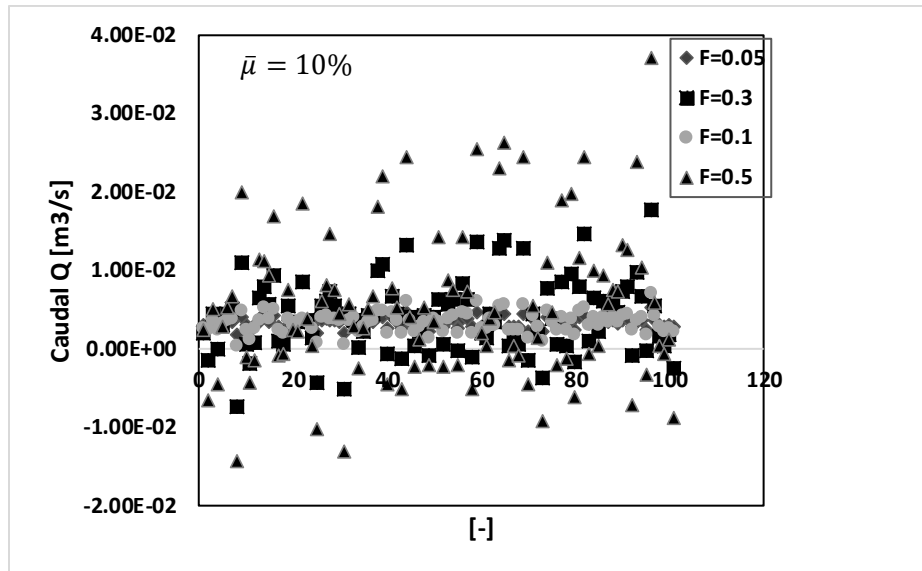 4.00E-02
μ̄ = 10%
F=0.05
F=0.3
F=0.1
F=0.5
3.00E-02
2.00E-02
1.00E-02
0.00E+00
-1.00E-02
-2.00E-02
Caudal Q [m3/s]
0 20 40 60 80 100 120
[-]